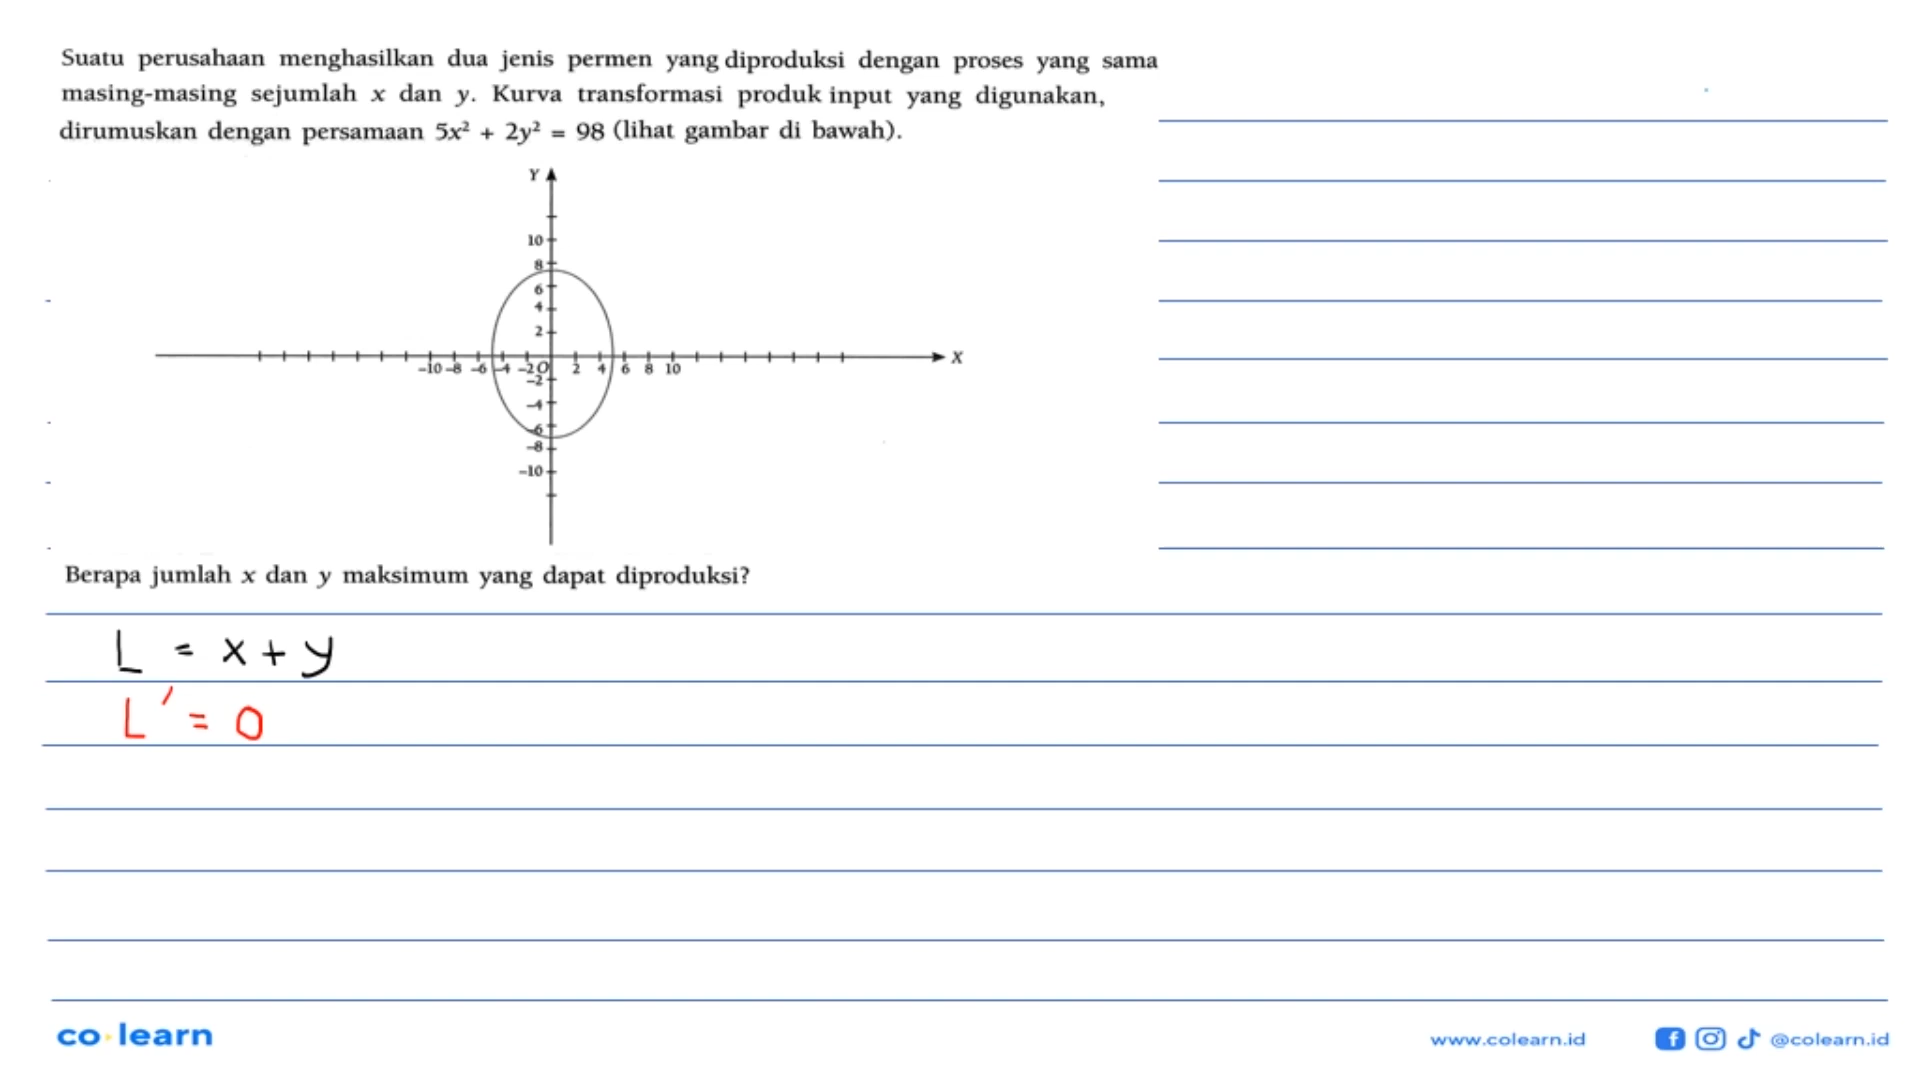 Suatu perusahaan menghasilkan dua jenis permen yang diproduksi dengan proses yang sama
masing-masing sejumlah x dan y. Kurva transformasi produk input yang digunakan,
dirumuskan dengan persamaan 5x² + 2y² = 98 (lihat gambar di bawah).
Y
10
8
6
4
2
-10 -8 -6 -4 -2 O 2 4 6 8 10 X
-2
-4
-6
-8
-10
Berapa jumlah x dan y maksimum yang dapat diproduksi?
L = x + y
L' = 0
co learn
www.colearn.id @colearn.id